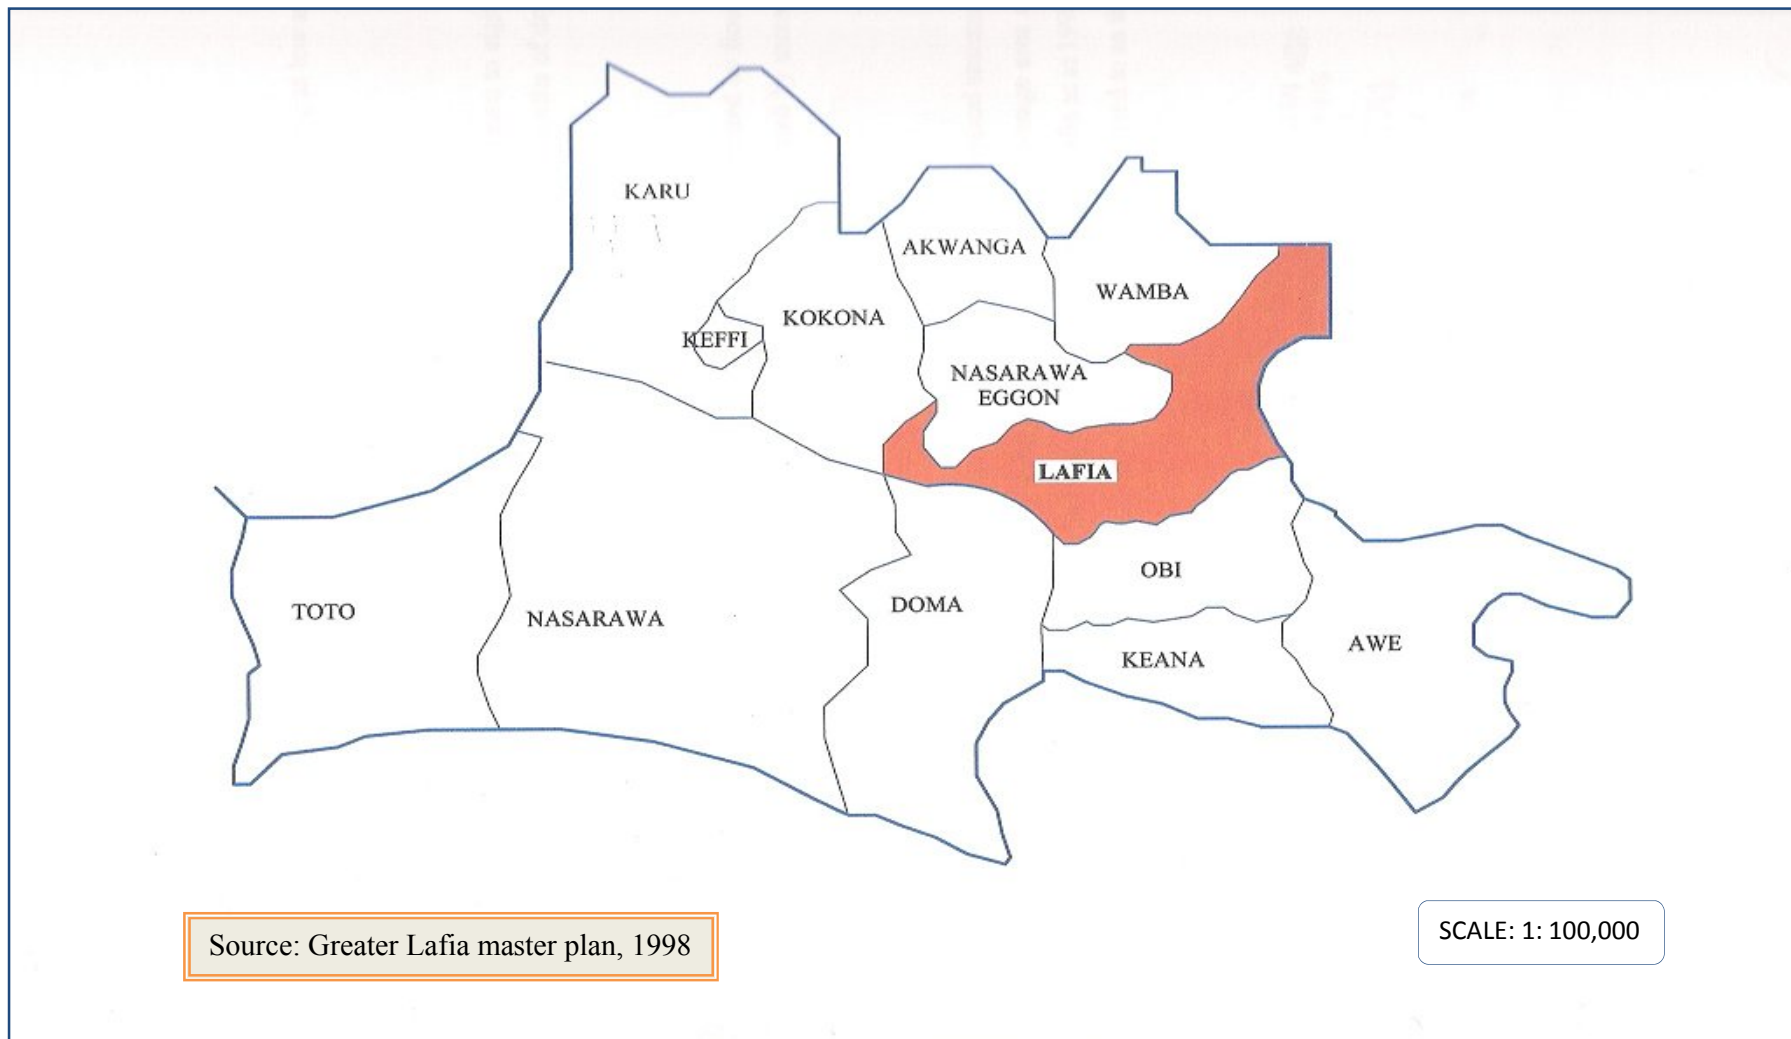 KARU
AKWANGA
WAMBA
KOKONA
KEFFI
NASARAWA
EGGON
LAFIA
OBI
TOTO
NASARAWA
DOMA
AWE
KEANA
Source: Greater Lafia master plan, 1998
SCALE: 1: 100,000